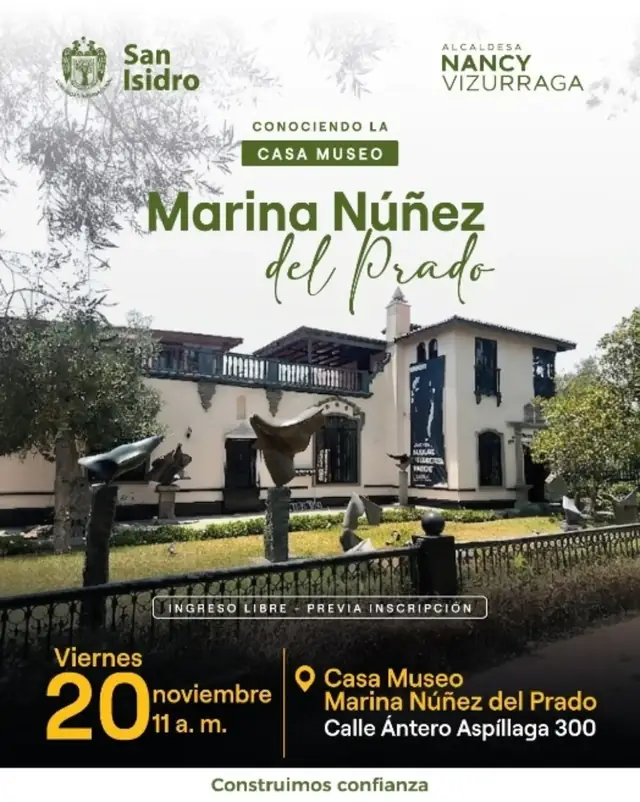 San
Isidro
ALCALDESA
NANCY
VIZURRAGA
CONOCIENDO LA
CASA MUSEO
Marina Núñez
del Prado
INGRESO LIBRE - PREVIA INSCRIPCIÓN
Viernes
20 noviembre
11 a. m.
Casa Museo
Marina Núñez del Prado
Calle Ántero Aspíllaga 300
Construimos confianza